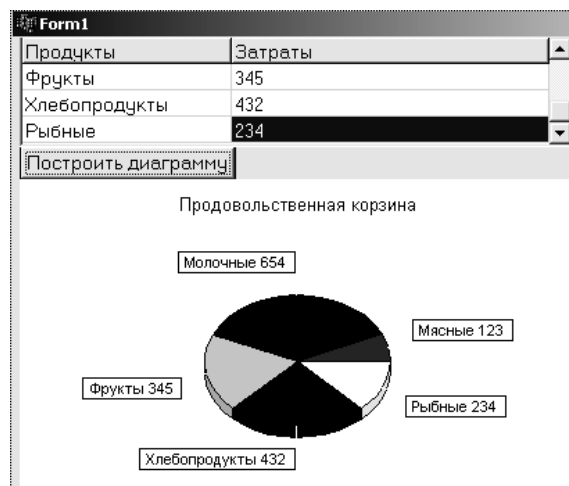 Form1
Продукты Затраты
Фрукты 345
Хлебопродукты 432
Рыбные 234
Построить диаграмму
Продовольственная корзина
Молочные 654
Мясные 123
Фрукты 345
Рыбные 234
Хлебопродукты 432